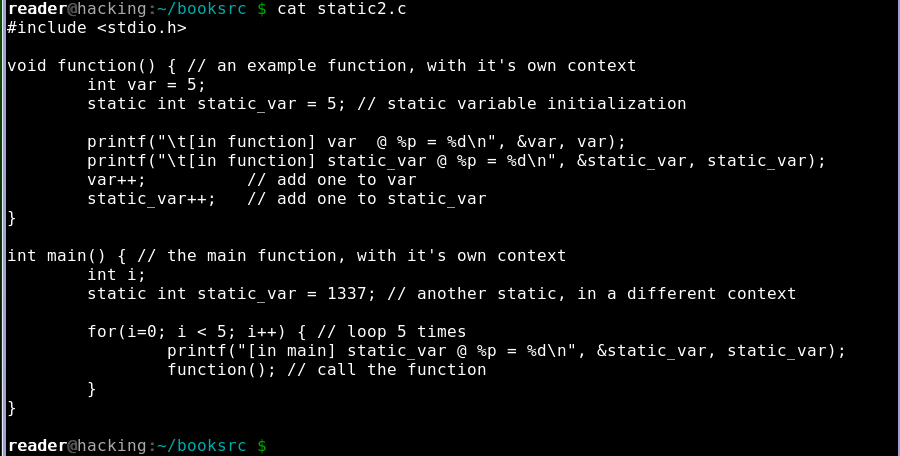 reader@hacking:~/booksrc $ cat static2.c
#include <stdio.h>

void function() { // an example function, with it's own context
        int var = 5;
        static int static_var = 5; // static variable initialization

        printf("\t[in function] var  @ %p = %d\n", &var, var);
        printf("\t[in function] static_var @ %p = %d\n", &static_var, static_var);
        var++;          // add one to var
        static_var++;   // add one to static_var
}

int main() { // the main function, with it's own context
        int i;
        static int static_var = 1337; // another static, in a different context

        for(i=0; i < 5; i++) { // loop 5 times
                printf("[in main] static_var @ %p = %d\n", &static_var, static_var);
                function(); // call the function
        }
}

reader@hacking:~/booksrc $